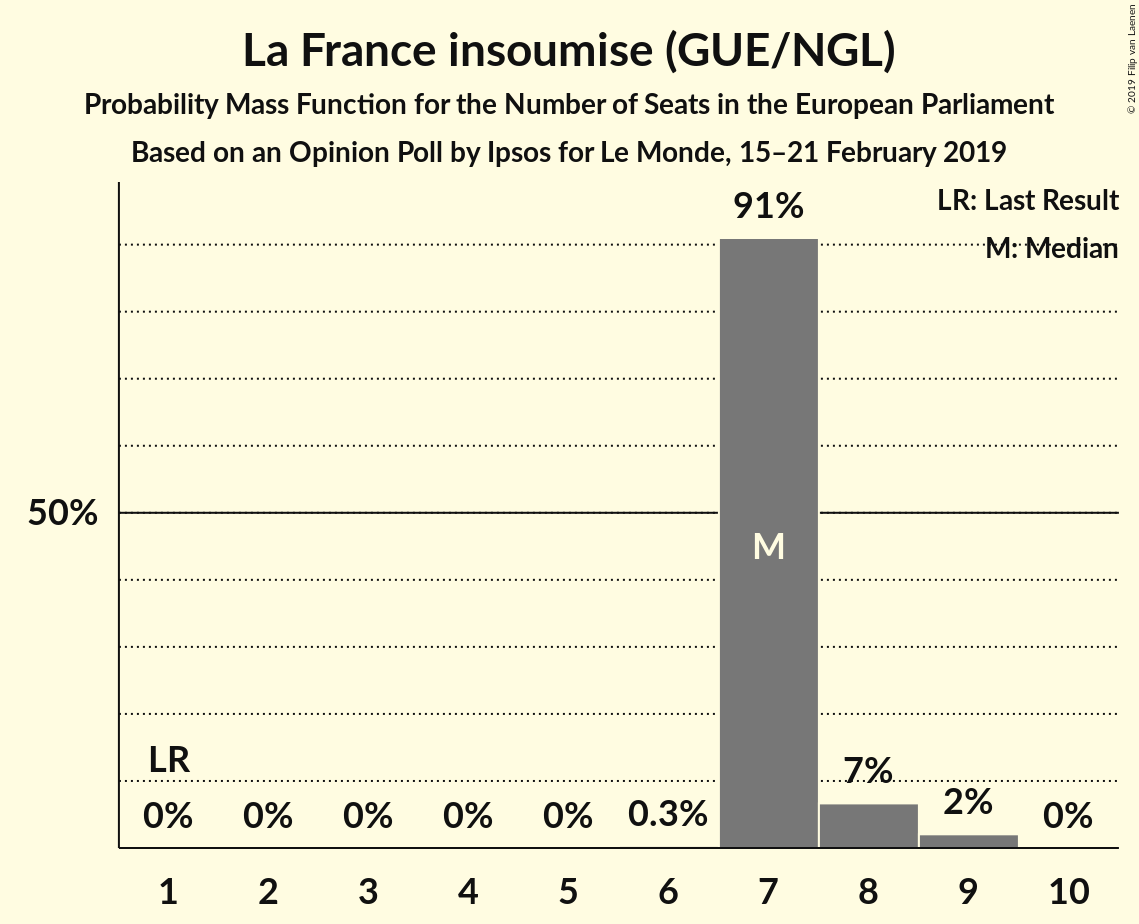 La France insoumise (GUE/NGL)
Probability Mass Function for the Number of Seats in the European Parliament
Based on an Opinion Poll by Ipsos for Le Monde, 15–21 February 2019
© 2019 Filip van Laenen
LR: Last Result
M: Median
91%
50%
M
LR
0% 0% 0% 0% 0% 0.3% 7% 2% 0%
1 2 3 4 5 6 7 8 9 10